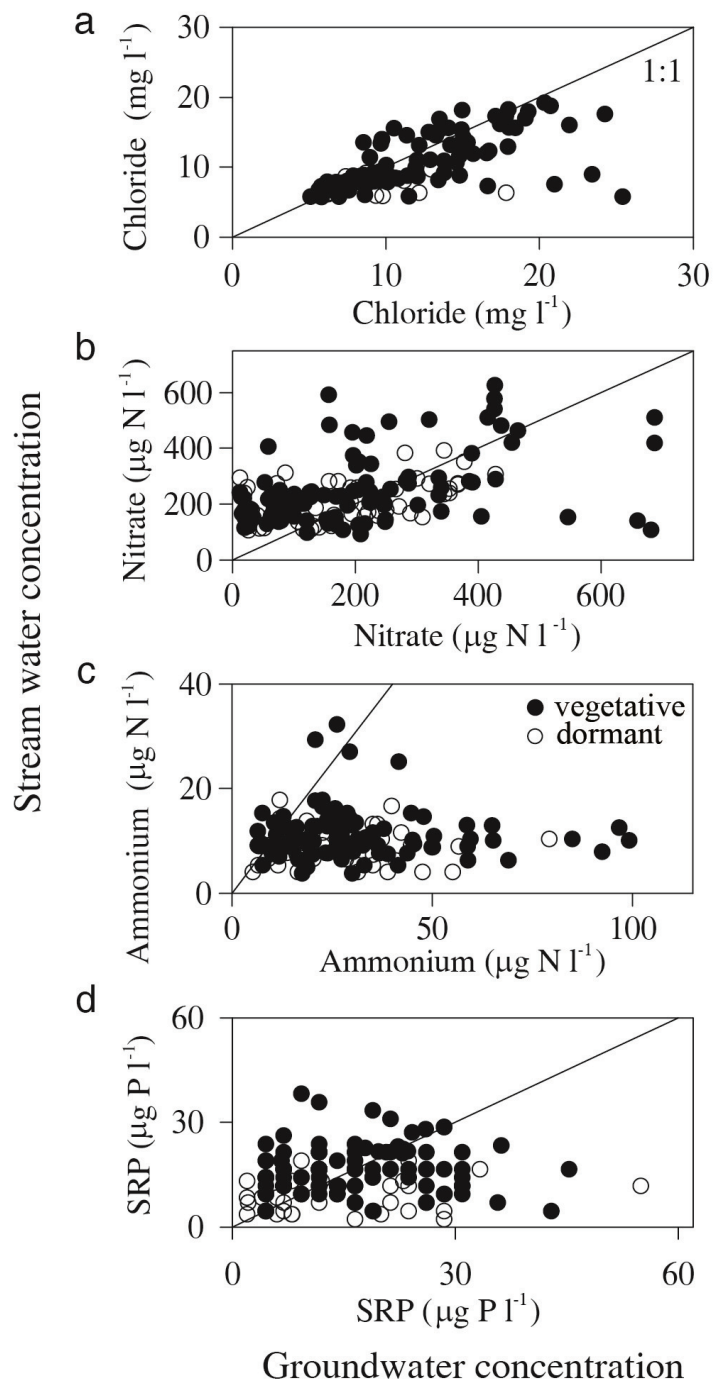 a
30
20
10
0
Chloride (mg l⁻¹)
1:1
0 10 20 30
Chloride (mg l⁻¹)
b
600
400
200
0
Nitrate (µg N l⁻¹)
0 200 400 600
Nitrate (µg N l⁻¹)
Stream water concentration
c
40
20
0
Ammonium (µg N l⁻¹)
vegetative
dormant
0 50 100
Ammonium (µg N l⁻¹)
d
60
30
0
SRP (µg P l⁻¹)
0 30 60
SRP (µg P l⁻¹)
Groundwater concentration